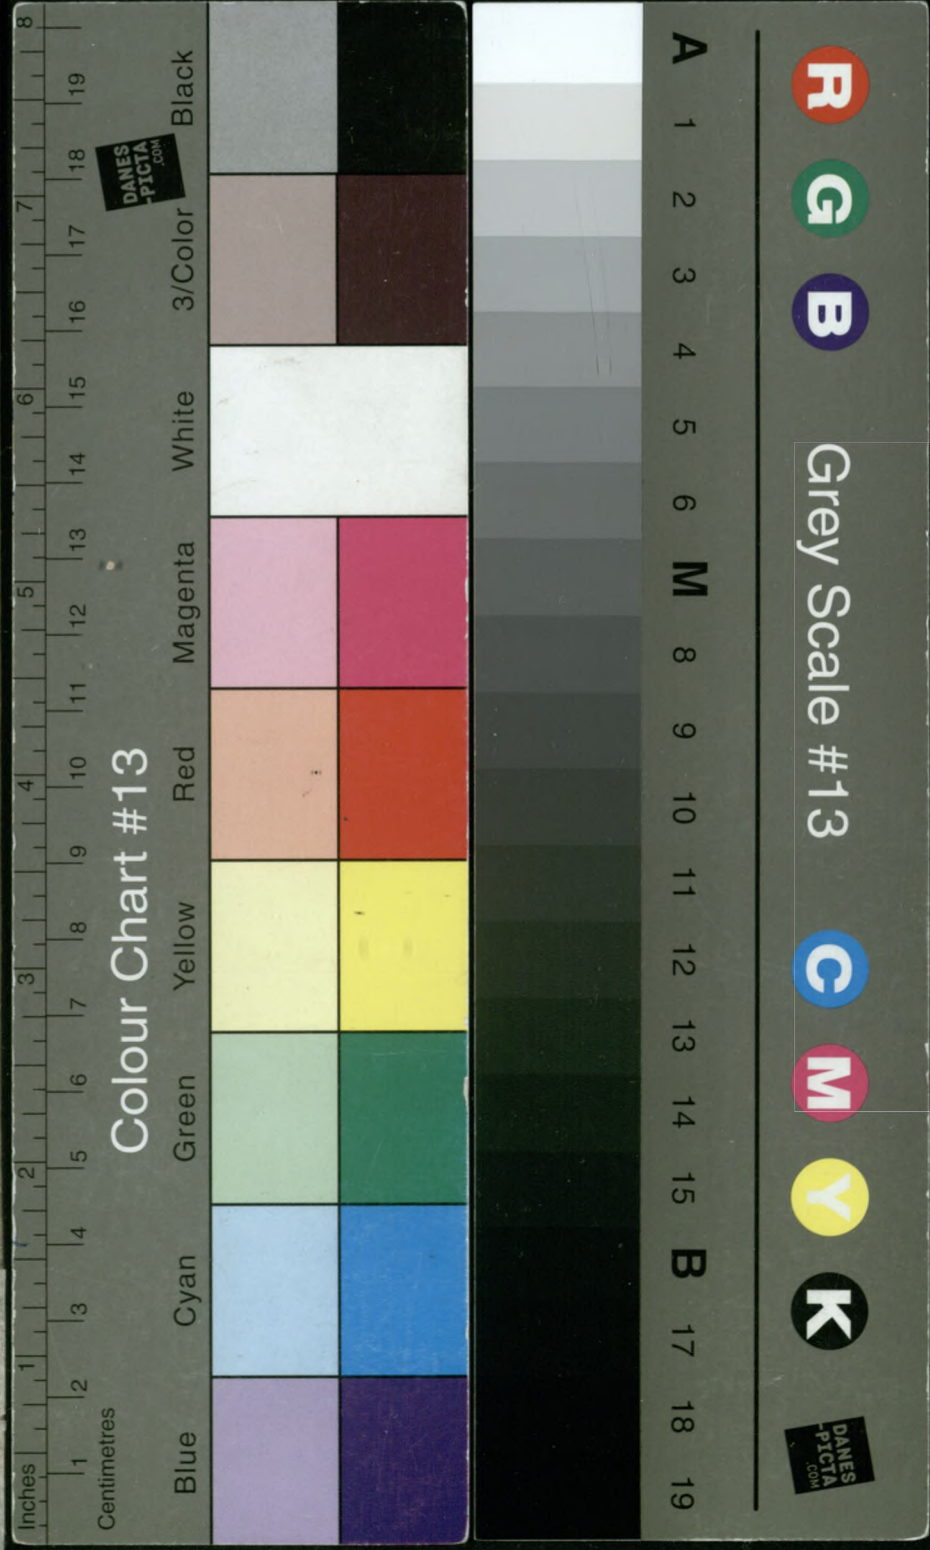 Colour Chart #13
Inches
1
2
3
4
5
6
7
8
Centimetres
1
2
3
4
5
6
7
8
9
10
11
12
13
14
15
16
17
18
19
Blue
Cyan
Green
Yellow
Red
Magenta
White
3/Color
Black
DANES
-PICTA
.COM
R G B Grey Scale #13 C M Y K
DANES
-PICTA
.COM
A 1 2 3 4 5 6 M 8 9 10 11 12 13 14 15 B 17 18 19